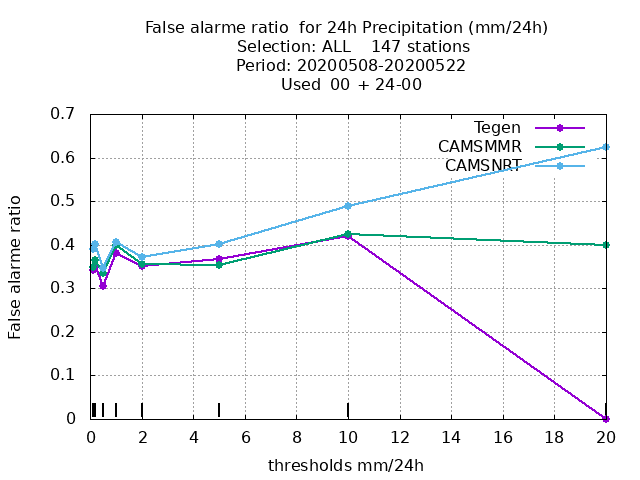 False alarme ratio  for 24h Precipitation (mm/24h)
Selection: ALL    147 stations
Period: 20200508-20200522
Used  00 + 24-00
Tegen
CAMSMMR
CAMSNRT
False alarme ratio
0.7
0.6
0.5
0.4
0.3
0.2
0.1
0
0 2 4 6 8 10 12 14 16 18 20
thresholds mm/24h